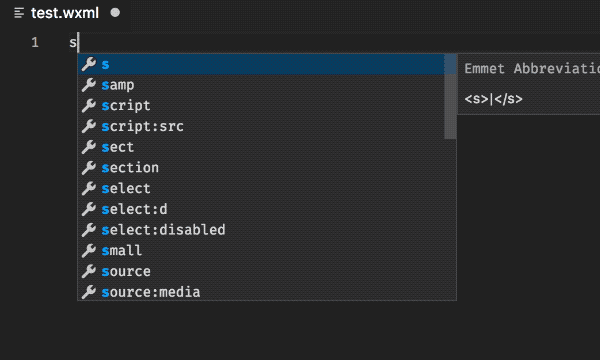 test.wxml
1 s
s
samp
script
script:src
sect
section
select
select:d
select:disabled
small
source
source:media
Emmet Abbreviatio
<s>|</s>